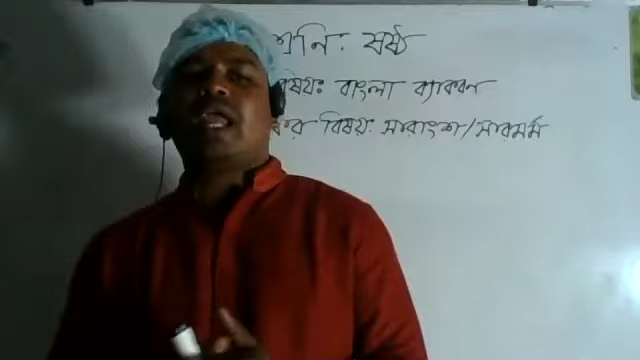 শ্রেনি: ষষ্ঠ
বিষয়ঃ বাংলা ব্যাকরণ
বিষয়: সারাংশ/সারমর্ম